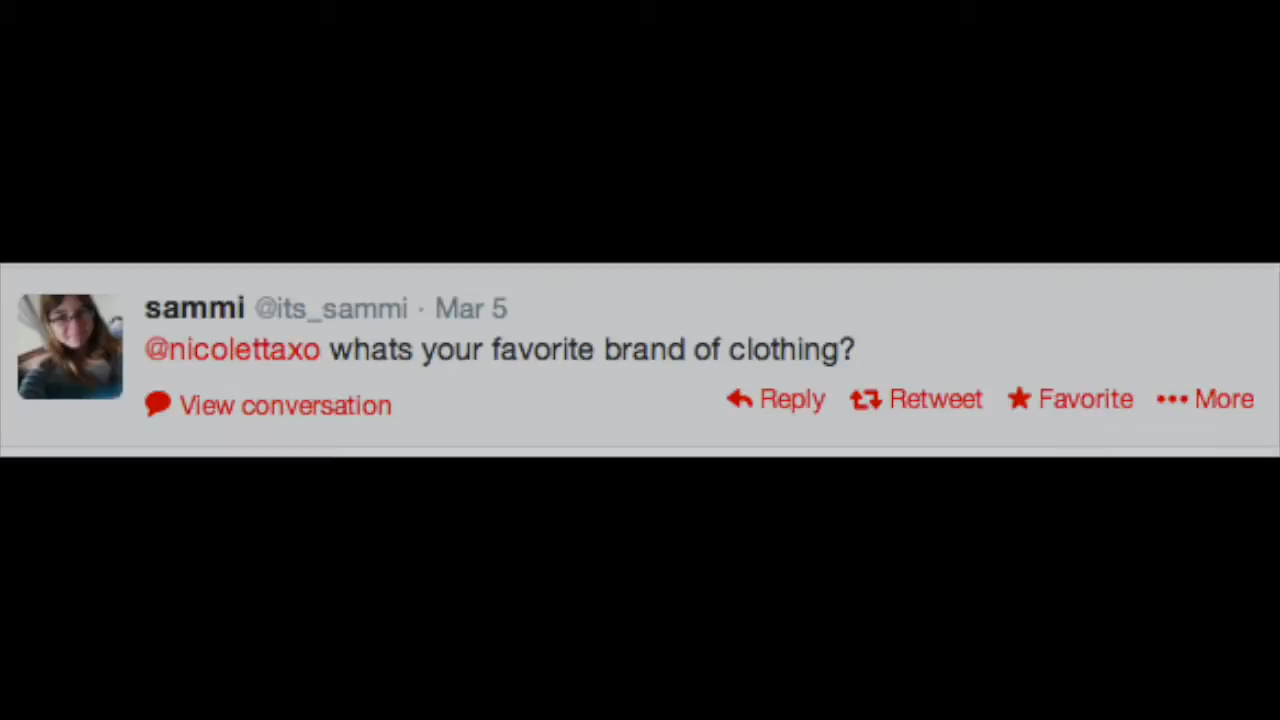 sammi @its_sammi · Mar 5
@nicolettaxo whats your favorite brand of clothing?
View conversation Reply Retweet Favorite More